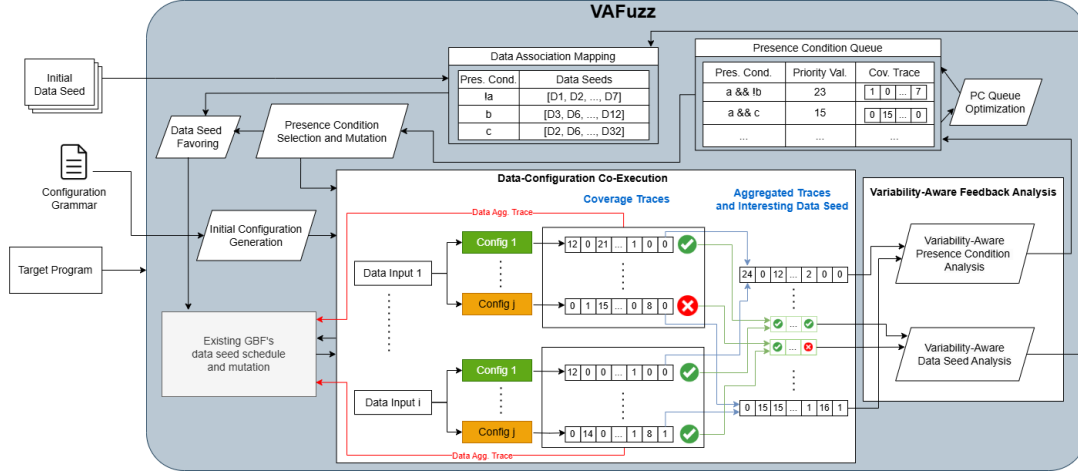 VAFuzz
Initial
Data Seed
Configuration
Grammar
Target Program
Data Association Mapping
Pres. Cond.
Data Seeds
!a
[D1, D2, ..., D7]
b
[D3, D6, ..., D12]
c
[D2, D6, ..., D32]
Presence Condition Queue
Pres. Cond.
Priority Val.
Cov. Trace
a && !b
23
1 0 ... 7
a && c
15
0 15 ... 0
...
...
...
PC Queue
Optimization
Data Seed
Favoring
Presence Condition
Selection and Mutation
Initial Configuration
Generation
Existing GBF's
data seed schedule
and mutation
Data-Configuration Co-Execution
Coverage Traces
Aggregated Traces
and Interesting Data Seed
Data Agg. Trace
Data Input 1
Config 1
12 0 21 ... 1 0 0
Config j
0 1 15 ... 0 8 0
Data Input i
Config 1
12 0 0 ... 1 0 0
Config j
0 14 0 ... 1 8 1
Data Agg. Trace
24 0 12 ... 2 0 0
...
...
0 15 15 ... 1 16 1
Variability-Aware Feedback Analysis
Variability-Aware
Presence Condition
Analysis
Variability-Aware
Data Seed Analysis